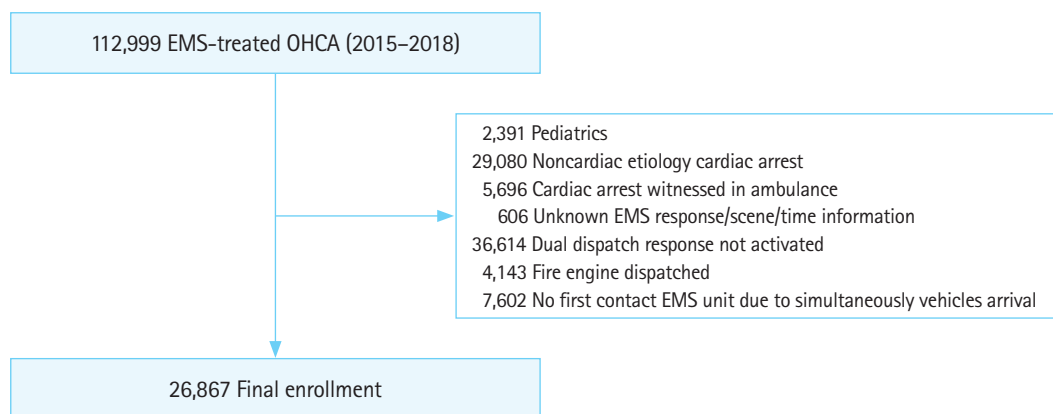 112,999 EMS-treated OHCA (2015–2018)
2,391 Pediatrics
29,080 Noncardiac etiology cardiac arrest
5,696 Cardiac arrest witnessed in ambulance
606 Unknown EMS response/scene/time information
36,614 Dual dispatch response not activated
4,143 Fire engine dispatched
7,602 No first contact EMS unit due to simultaneously vehicles arrival
26,867 Final enrollment